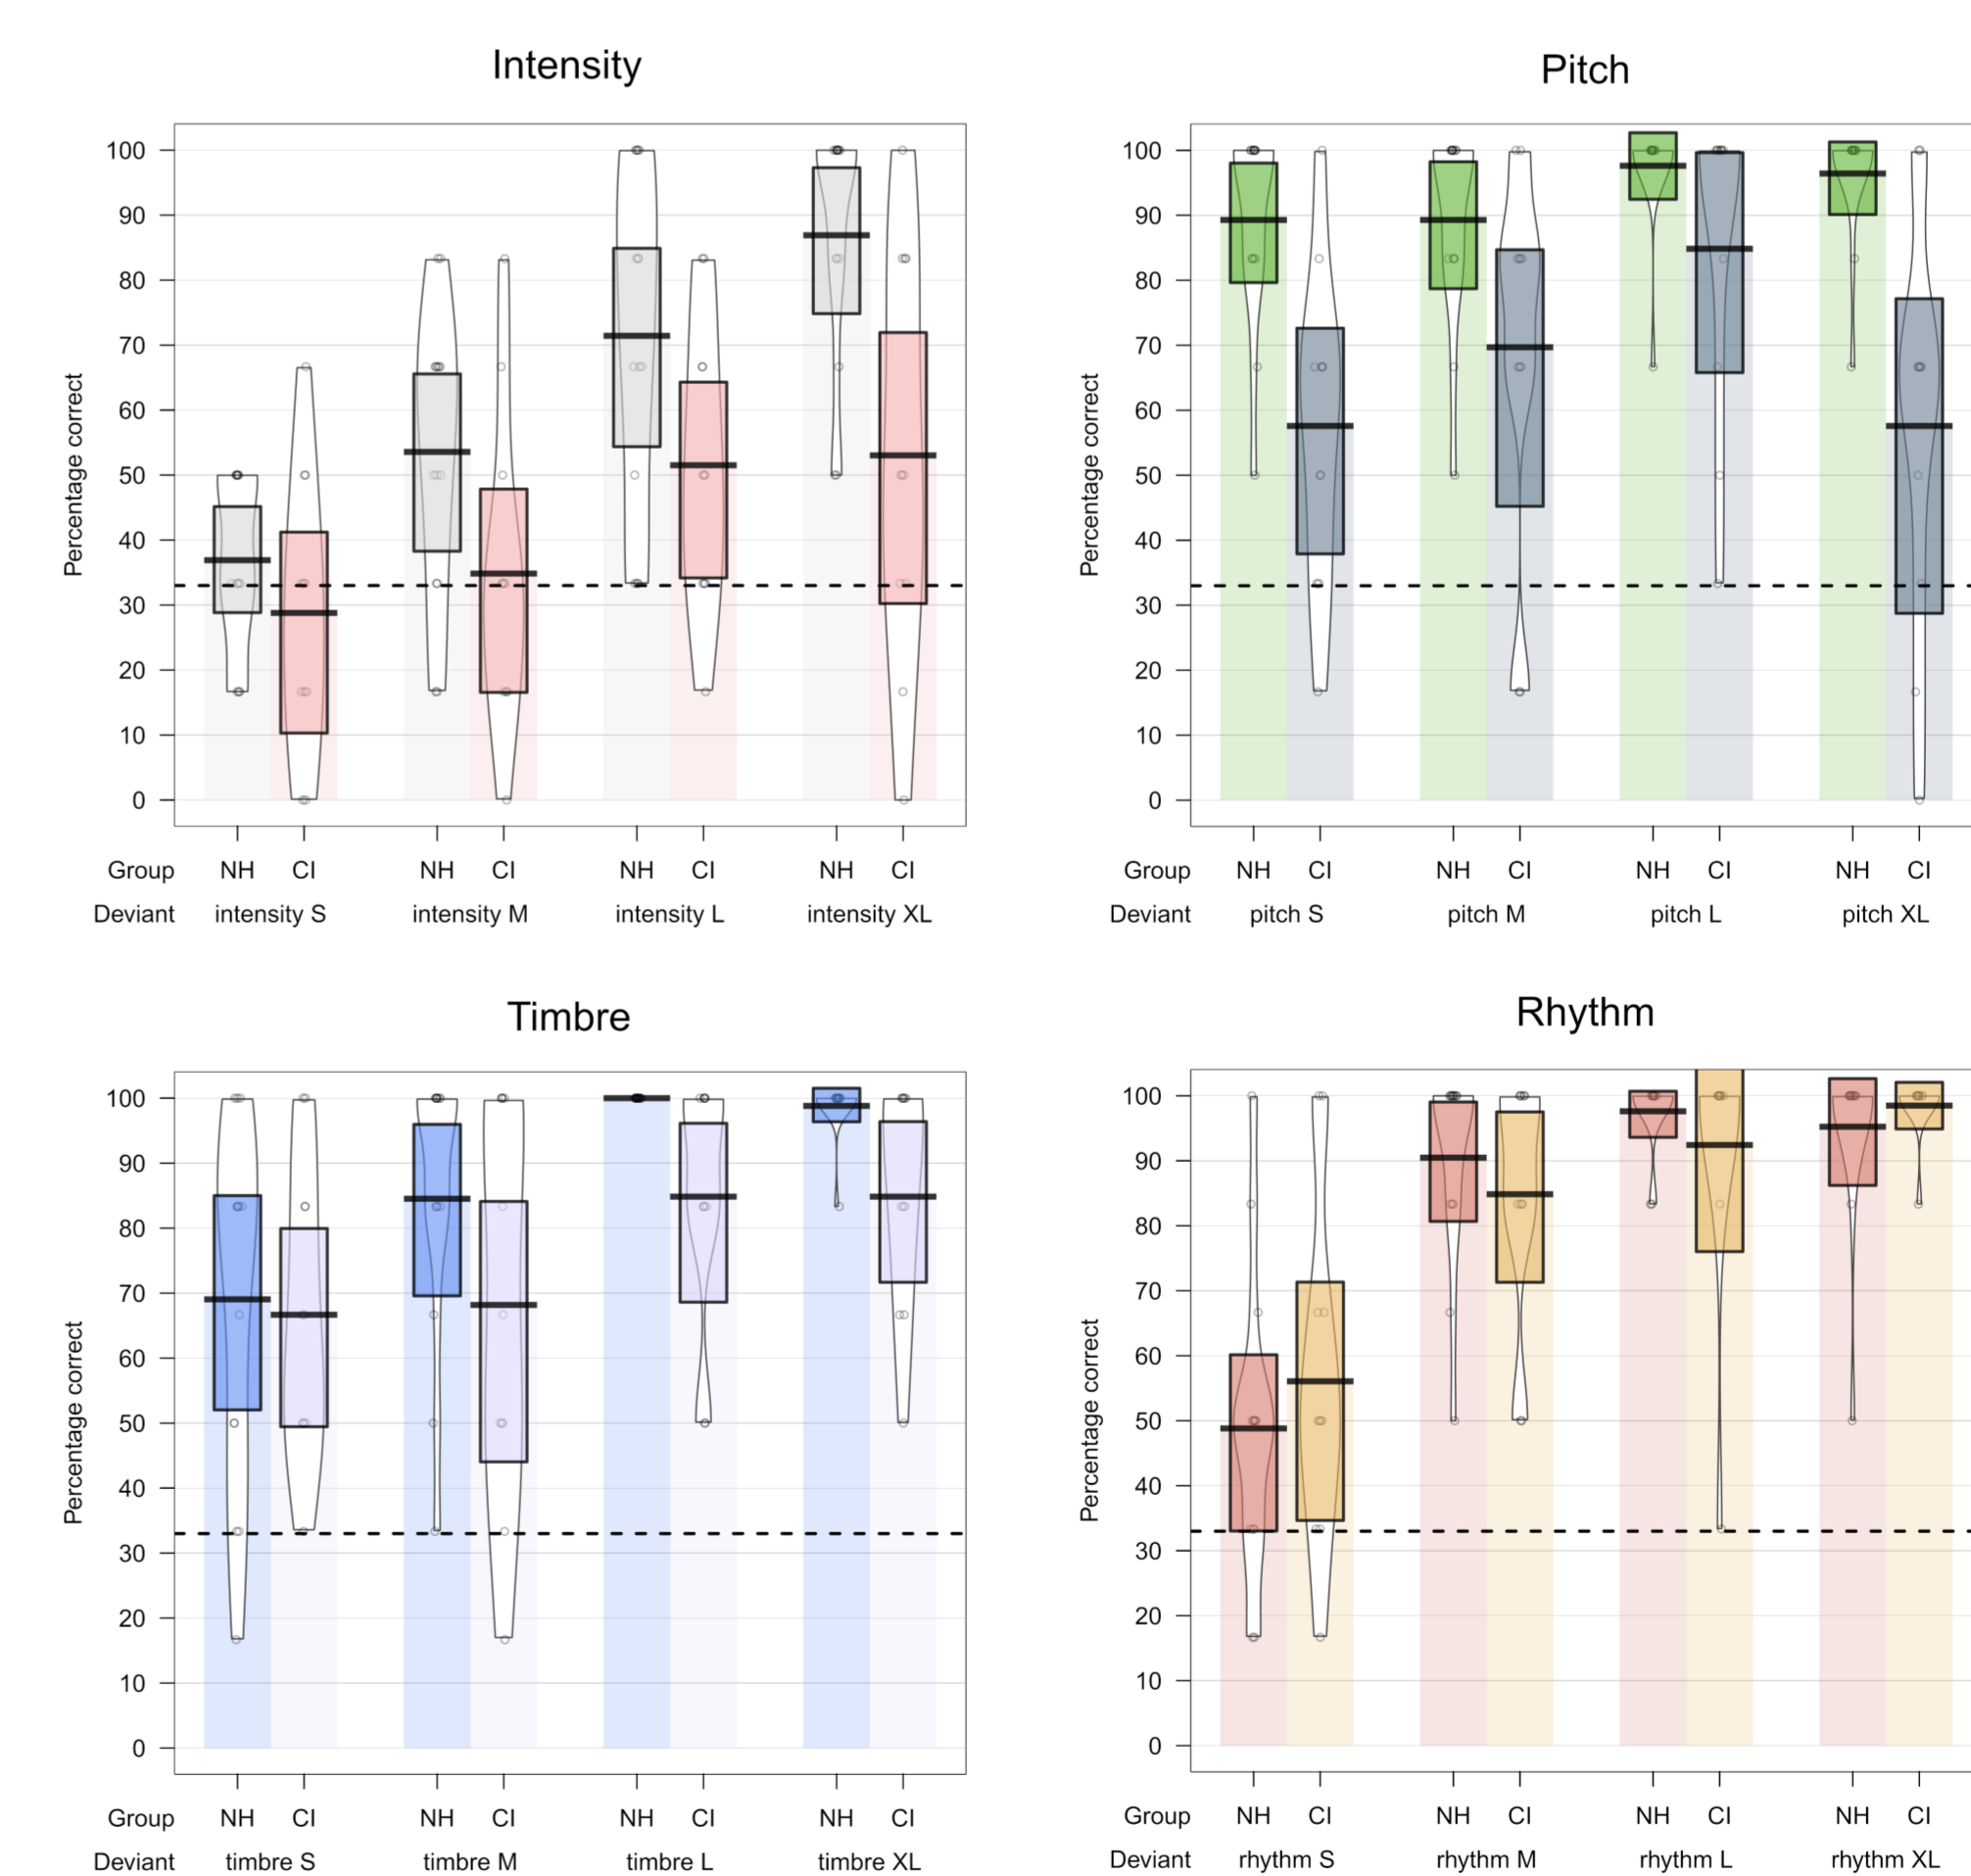 Intensity
Percentage correct
100
90
80
70
60
50
40
30
20
10
0
Group NH CI NH CI NH CI NH CI
Deviant intensity S intensity M intensity L intensity XL
Pitch
Percentage correct
100
90
80
70
60
50
40
30
20
10
0
Group NH CI NH CI NH CI NH CI
Deviant pitch S pitch M pitch L pitch XL
Timbre
Percentage correct
100
90
80
70
60
50
40
30
20
10
0
Group NH CI NH CI NH CI NH CI
Deviant timbre S timbre M timbre L timbre XL
Rhythm
Percentage correct
100
90
80
70
60
50
40
30
20
10
0
Group NH CI NH CI NH CI NH CI
Deviant rhythm S rhythm M rhythm L rhythm XL